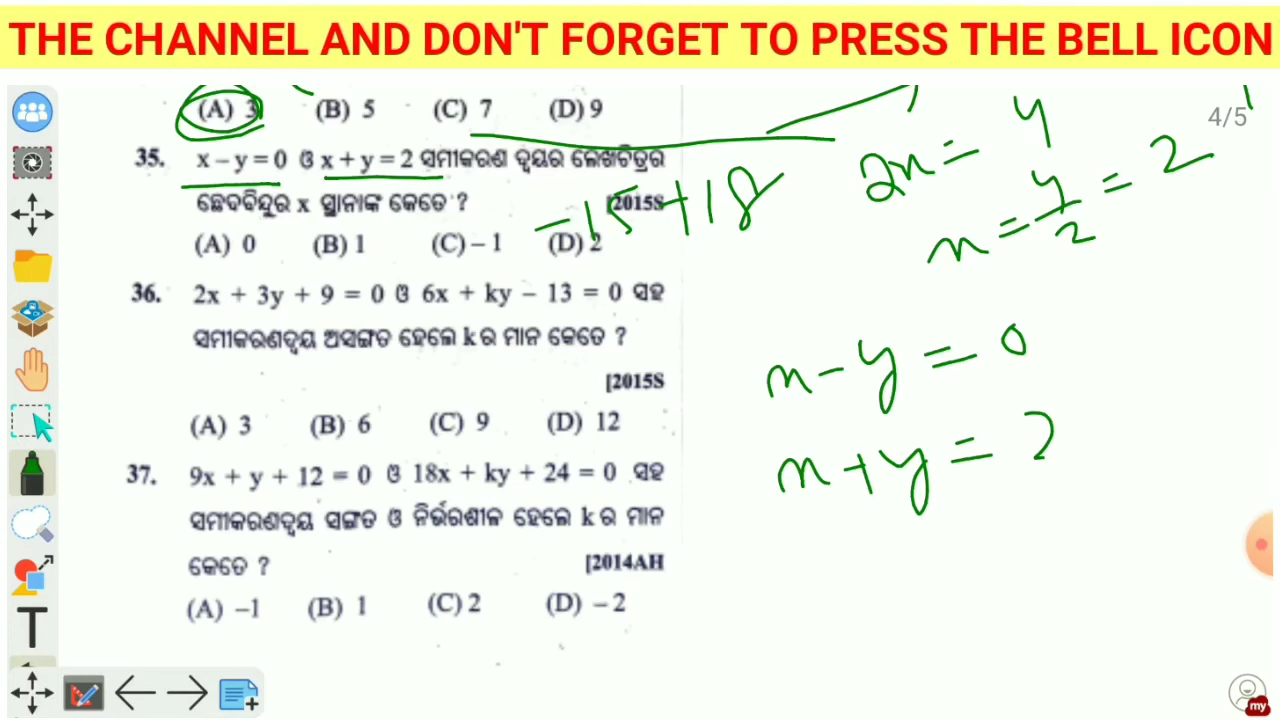 THE CHANNEL AND DON'T FORGET TO PRESS THE BELL ICON
4/5
(A) 3 (B) 5 (C) 7 (D) 9
35. x – y = 0 ଓ x + y = 2 ସମୀକରଣ ଦ୍ୱୟର ଲେଖଚିତ୍ରର
ଛେଦବିନ୍ଦୁର x ସ୍ଥାନାଙ୍କ କେତେ ? [2015S
(A) 0 (B) 1 (C) – 1 (D) 2
36. 2x + 3y + 9 = 0 ଓ 6x + ky – 13 = 0 ସହ
ସମୀକରଣଦ୍ୱୟ ଅସଙ୍ଗତ ହେଲେ k ର ମାନ କେତେ ?
[2015S
(A) 3 (B) 6 (C) 9 (D) 12
37. 9x + y + 12 = 0 ଓ 18x + ky + 24 = 0 ସହ
ସମୀକରଣଦ୍ୱୟ ସଙ୍ଗତ ଓ ନିର୍ଭରଶୀଳ ହେଲେ k ର ମାନ
କେତେ ? [2014AH
(A) –1 (B) 1 (C) 2 (D) – 2
–15+18
2x = 4
x = 4/2 = 2
x – y = 0
x + y = 2
T
my